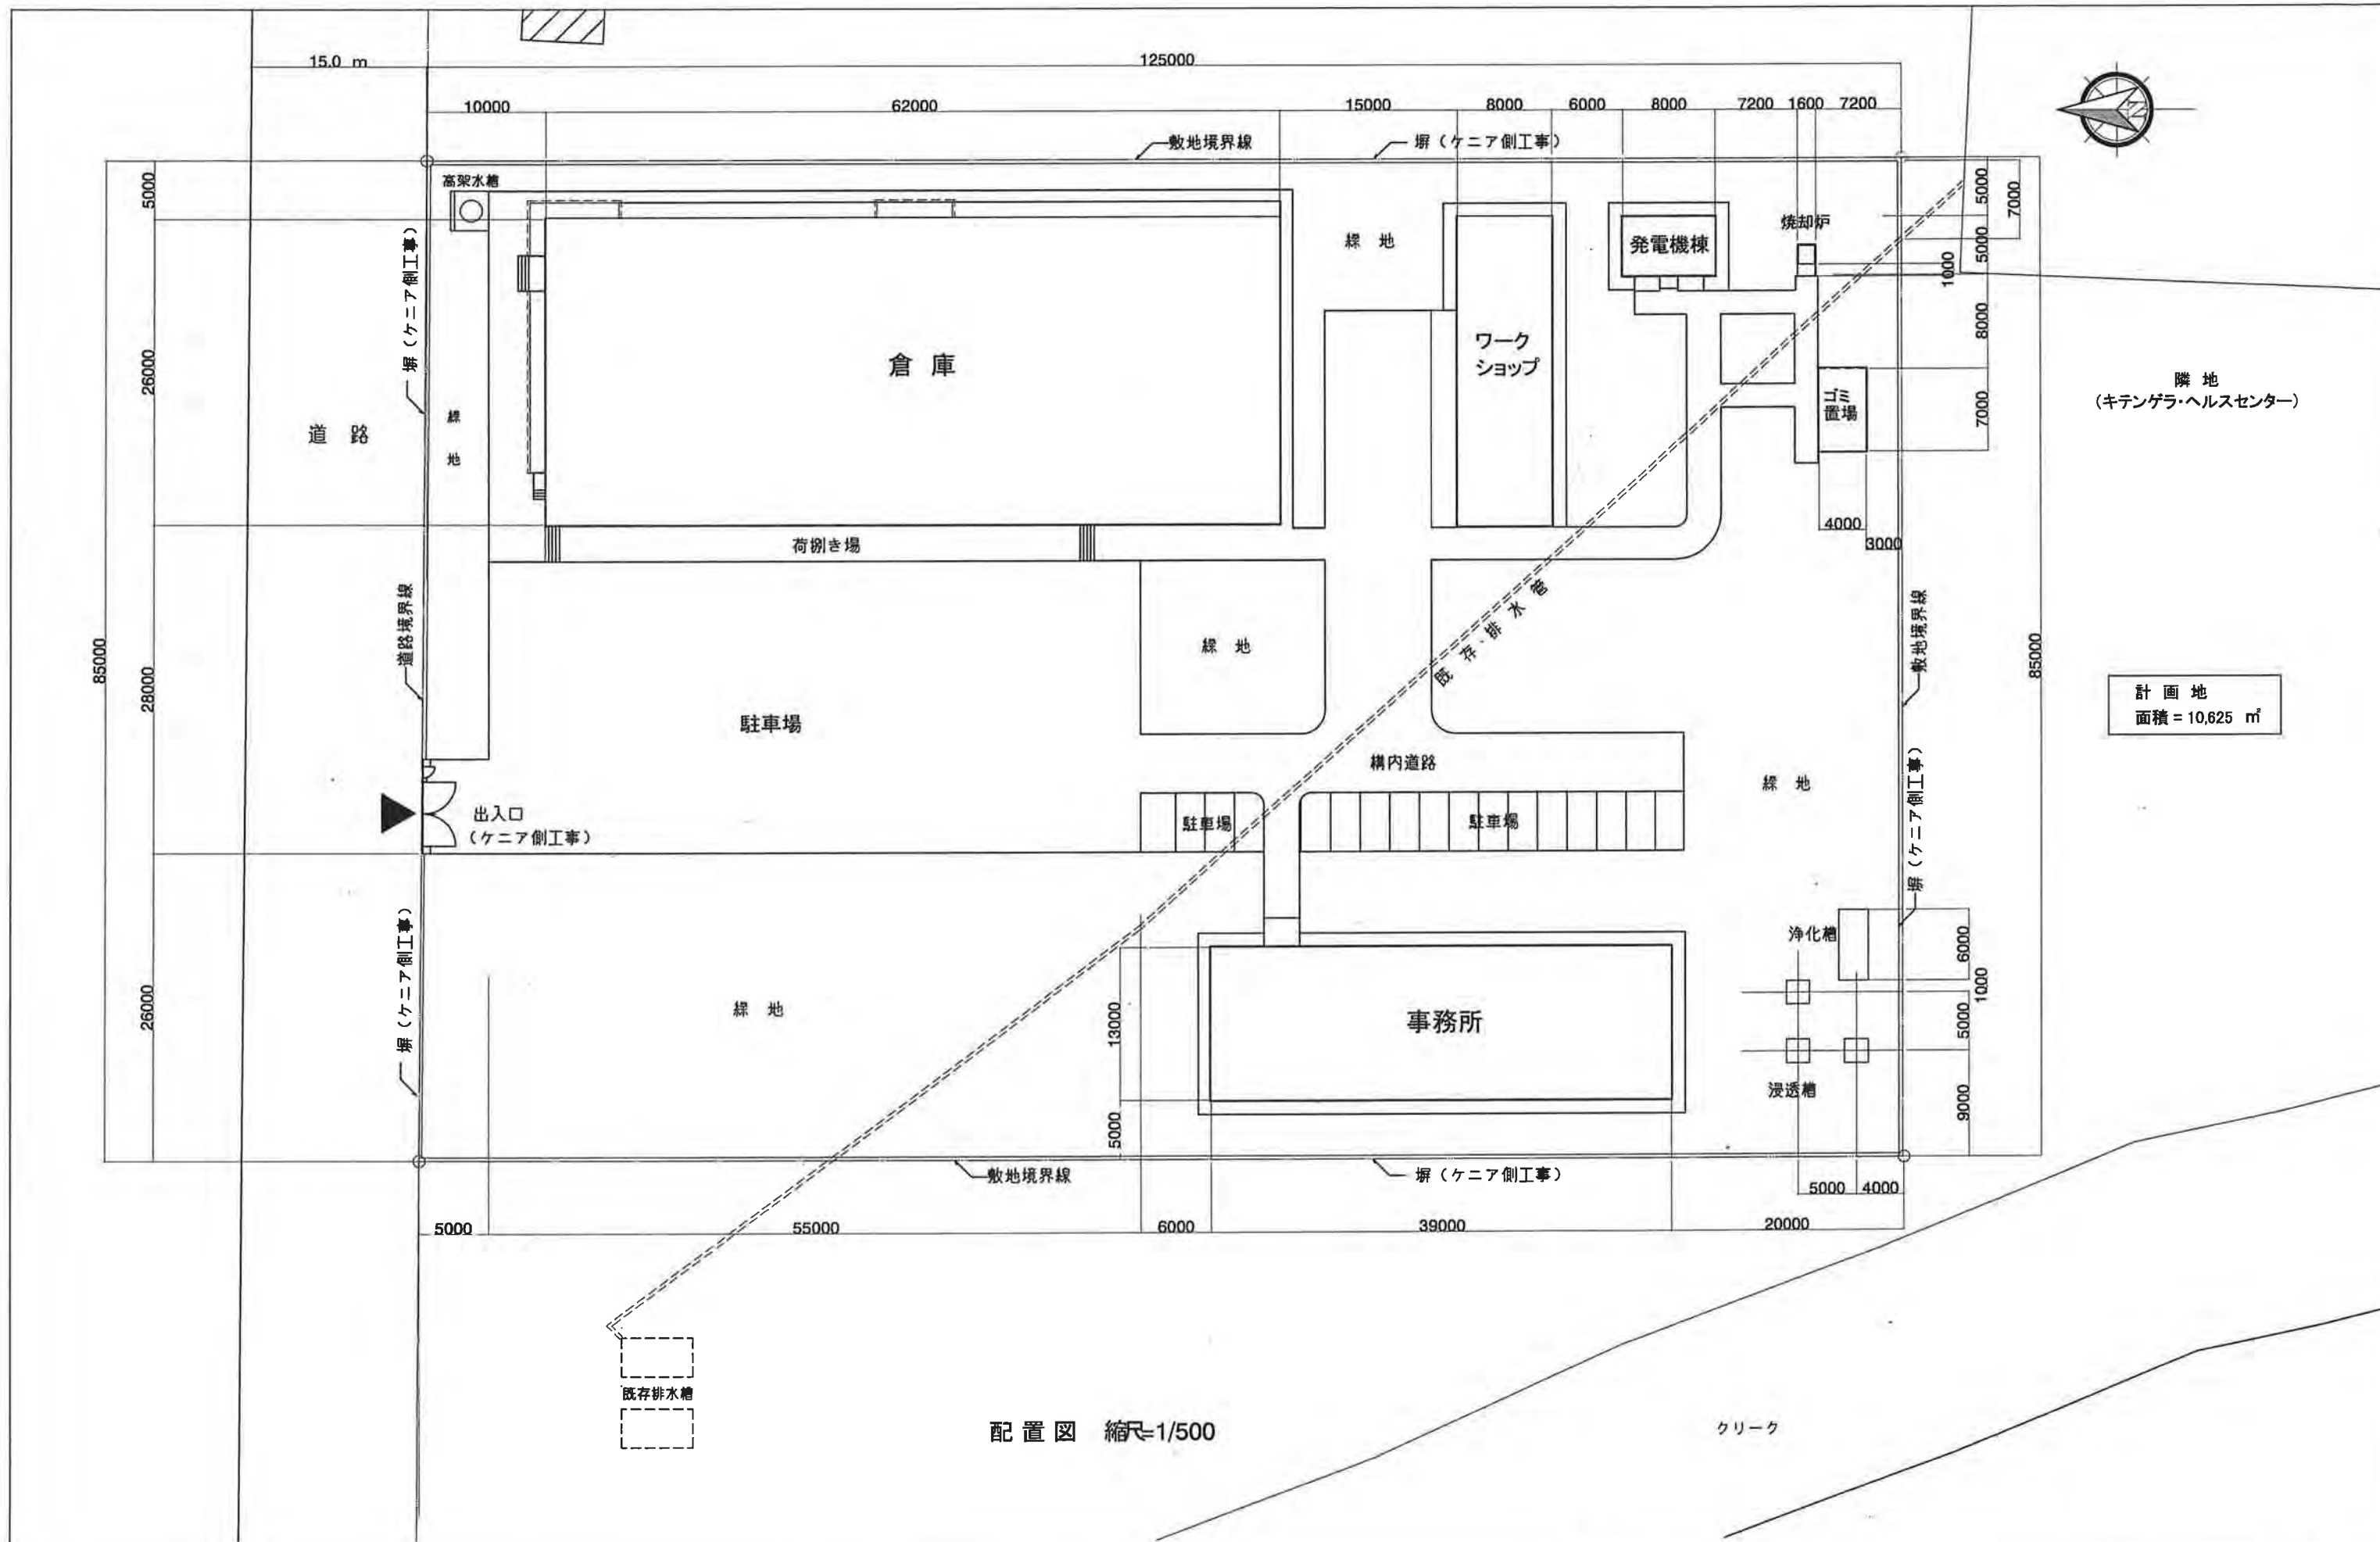 15.0 m
125000
10000
62000
15000
8000
6000
8000
7200
1600
7200
敷地境界線
塀（ケニア側工事）
N
高架水槽
5000
5000
7000
焼却炉
緑 地
発電機棟
塀（ケニア側工事）
5000
1000
26000
倉 庫
ワーク
ショップ
8000
隣 地
（キテンゲラ・ヘルスセンター）
道 路
緑
地
ゴミ
置場
7000
4000
3000
荷捌き場
既存排水管
道路境界線
敷地境界線
85000
28000
緑 地
85000
計 画 地
面積 = 10,625 ㎡
駐車場
構内道路
緑 地
塀（ケニア側工事）
出入口
（ケニア側工事）
駐車場
駐車場
塀（ケニア側工事）
26000
緑 地
13000
5000
事務所
浄化槽
6000
1000
5000
浸透槽
9000
敷地境界線
塀（ケニア側工事）
5000
4000
5000
55000
6000
39000
20000
既存排水槽
配 置 図 縮尺=1/500
クリーク